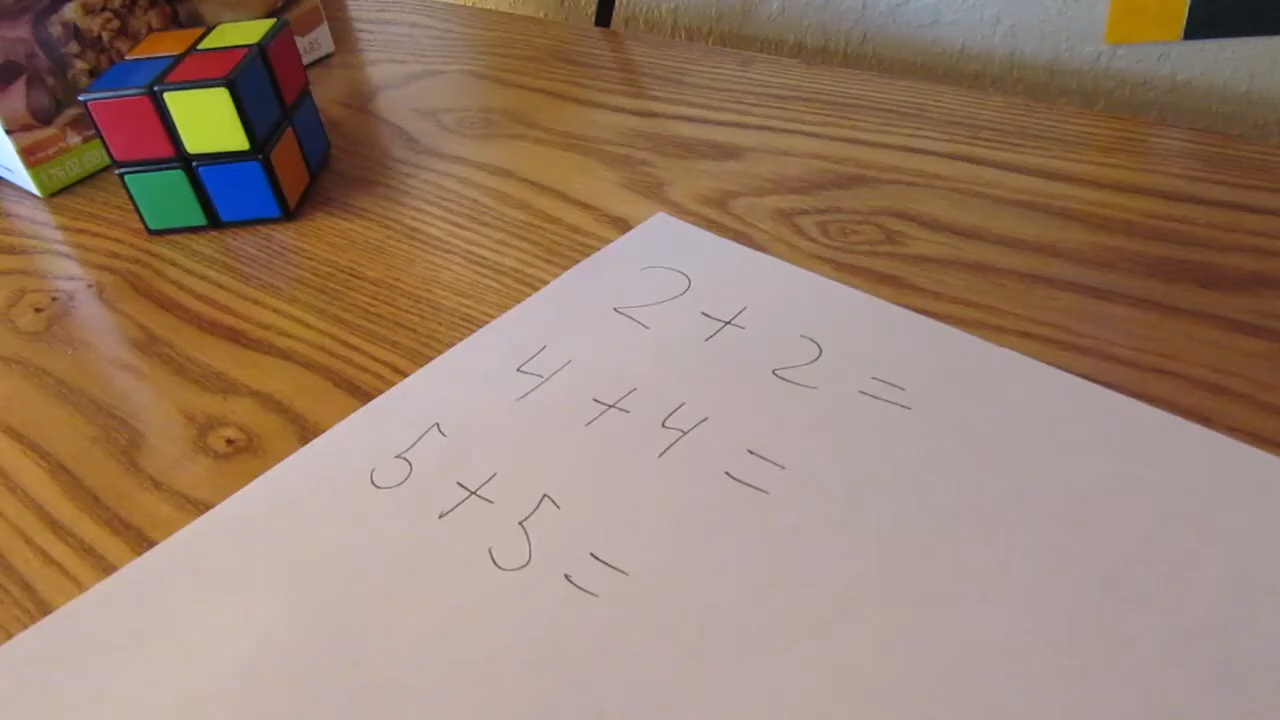 2 + 2 =
4 + 4 =
5 + 5 =